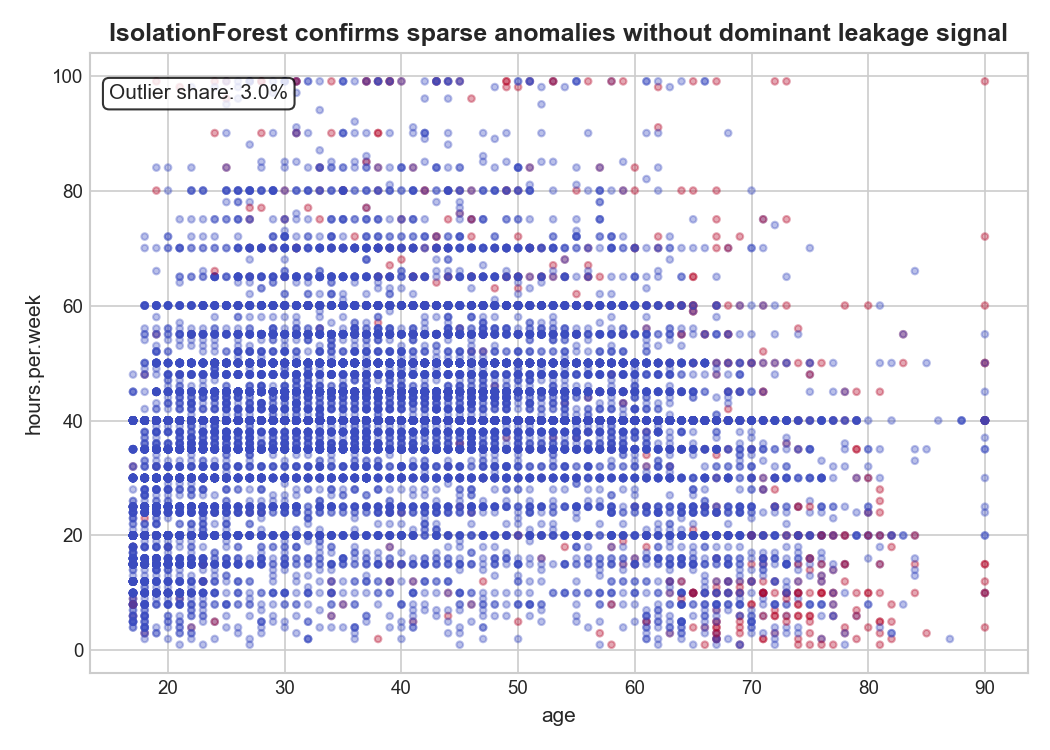 IsolationForest confirms sparse anomalies without dominant leakage signal
Outlier share: 3.0%
100
80
60
40
20
0
hours.per.week
20 30 40 50 60 70 80 90
age